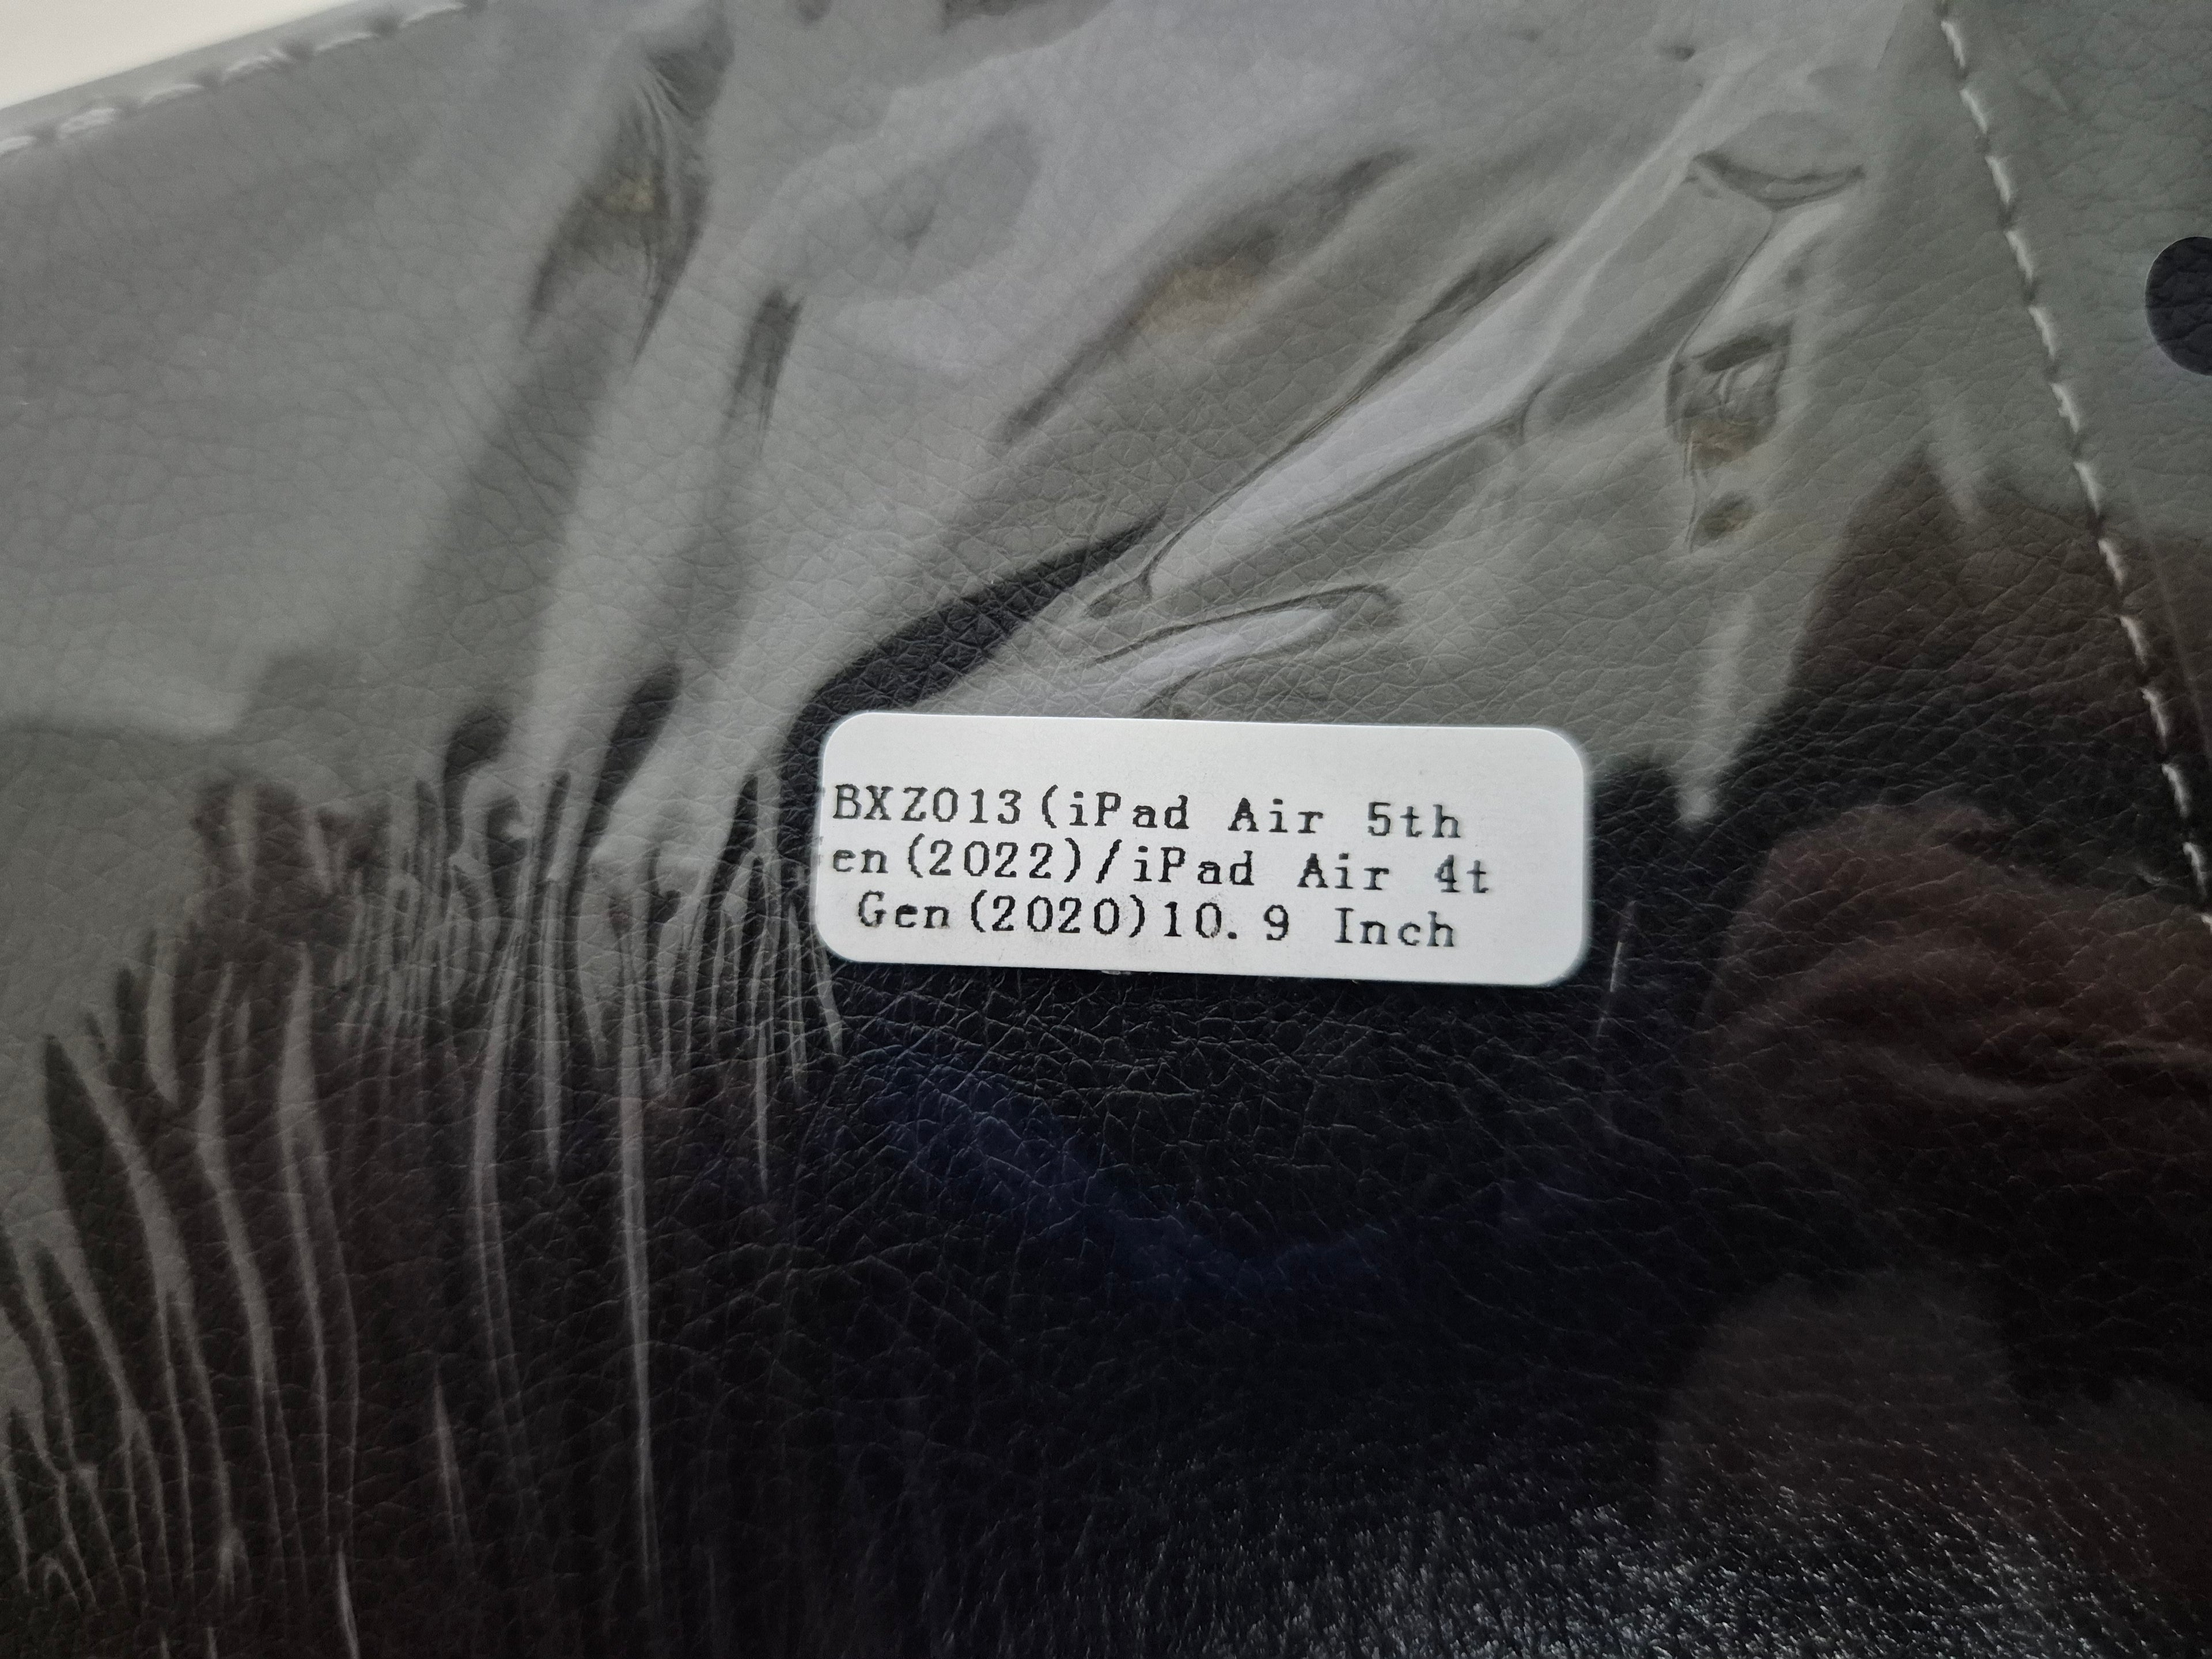 BXZ013(iPad Air 5th
en(2022)/iPad Air 4t
Gen(2020)10.9 Inch